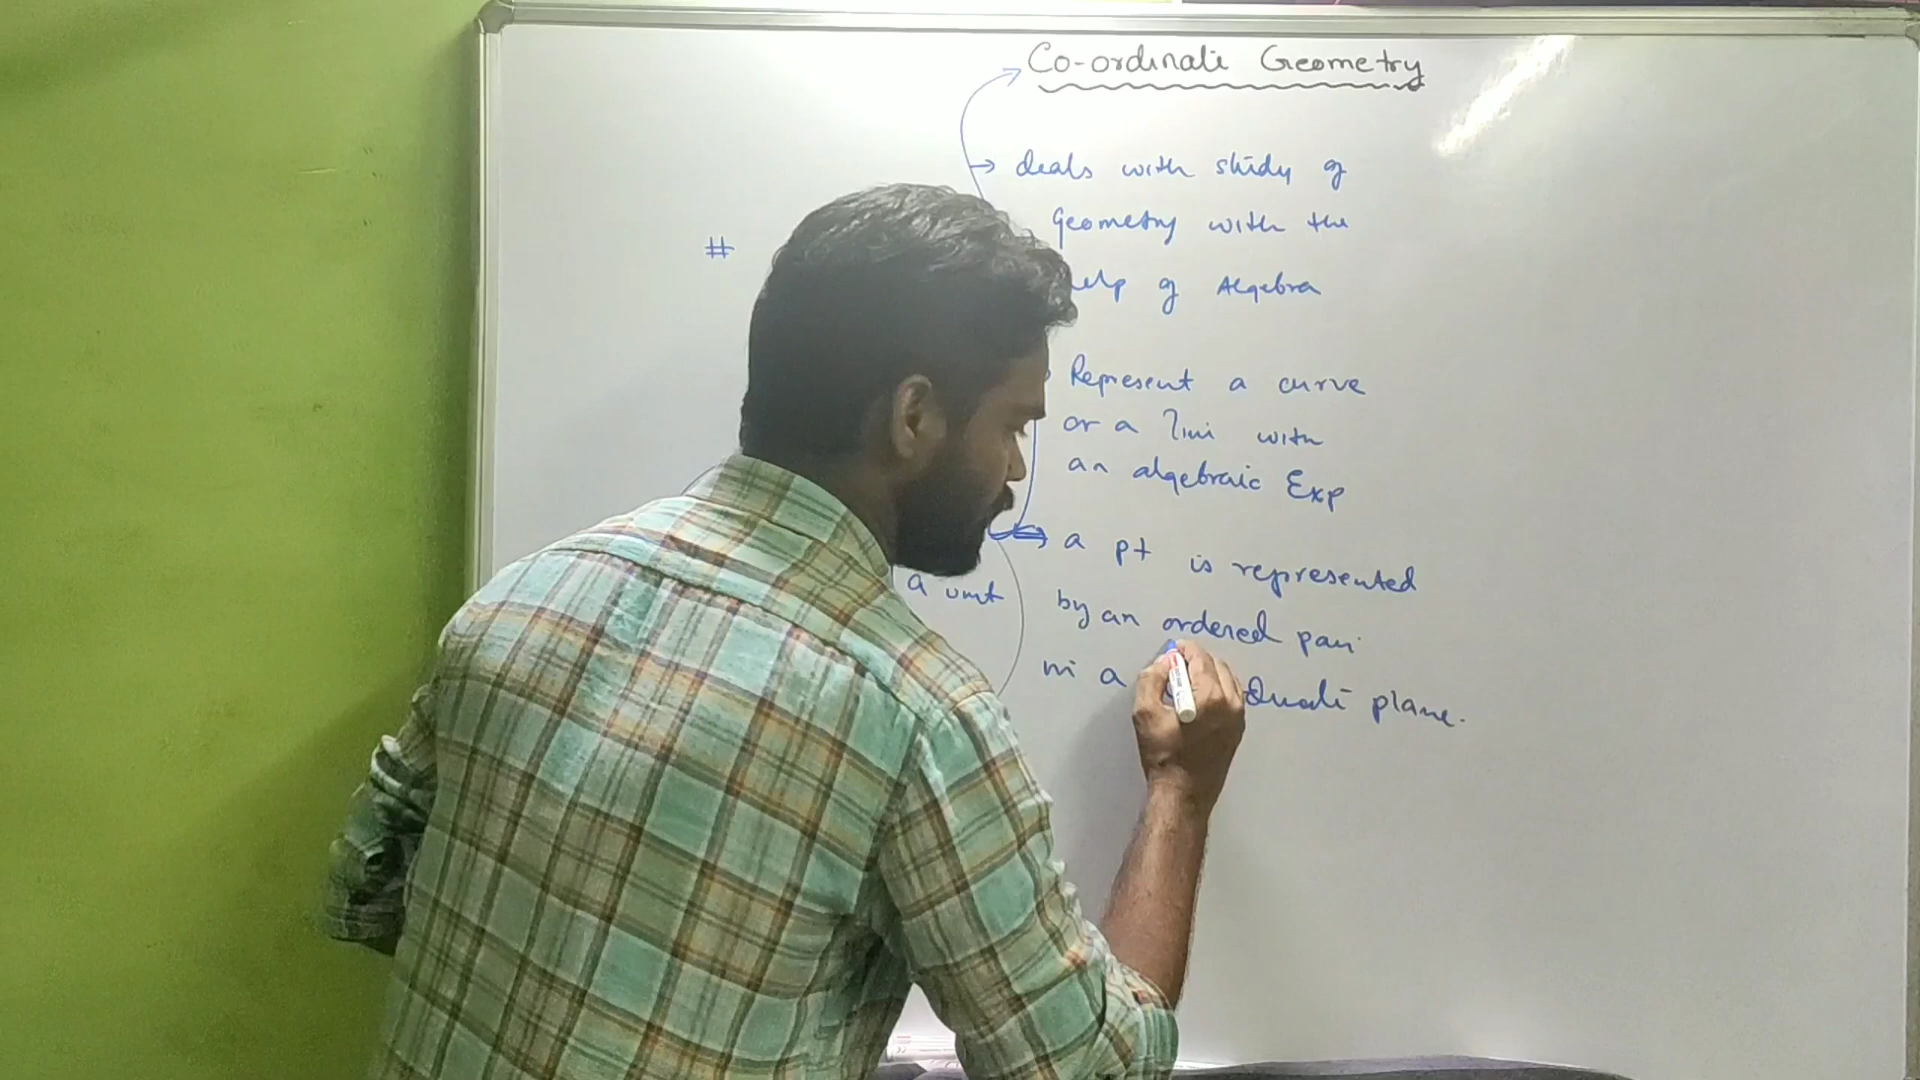 Co-ordinate Geometry
→ deals with study of
Geometry with the
#
help of Algebra
Represent a curve
or a line with
an algebraic Exp
a pt is represented
a unit
by an ordered pair
in a plane.